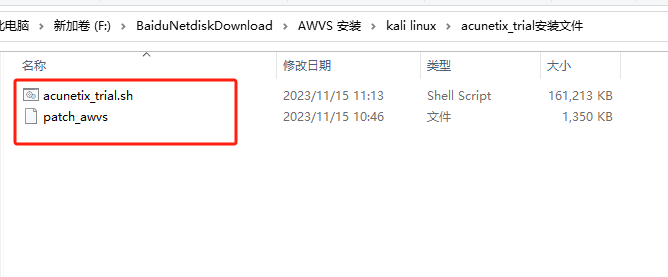 此电脑 › 新加卷 (F:) › BaiduNetdiskDownload › AWVS 安装 › kali linux › acunetix_trial安装文件
名称 修改日期 类型 大小
acunetix_trial.sh 2023/11/15 11:13 Shell Script 161,213 KB
patch_awvs 2023/11/15 10:46 文件 1,350 KB